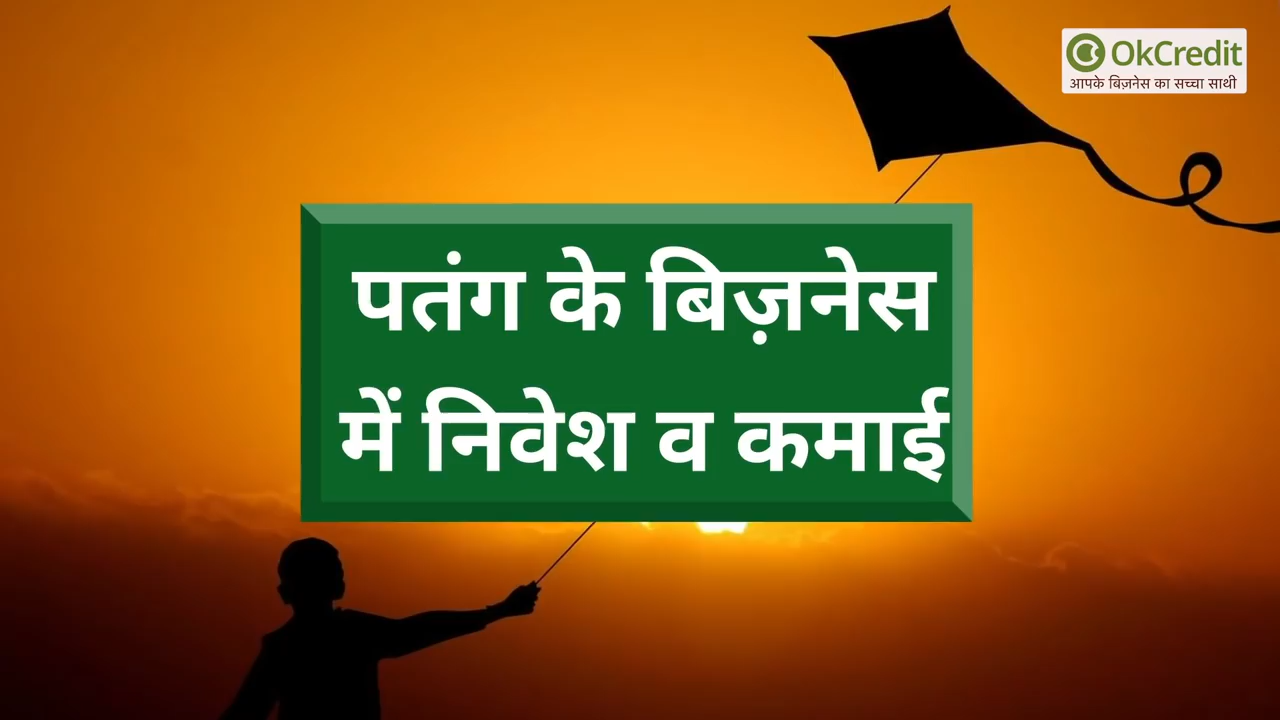 OkCredit
आपके बिज़नेस का सच्चा साथी
पतंग के बिज़नेस
में निवेश व कमाई